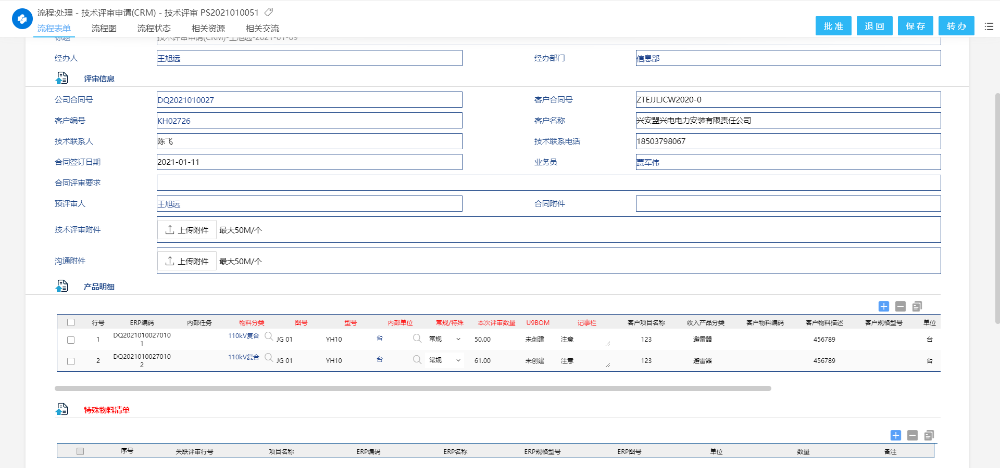 流程:处理 - 技术评审申请(CRM) - 技术评审 PS2021010051
流程表单 流程图 流程状态 相关资源 相关交流
批准 退回 保存 转办
标题 技术评审申请(CRM)-王旭远-2021-01-09
经办人 王旭远 经办部门 信息部
评审信息
公司合同号 DQ2021010027 客户合同号 ZTEJJLJCW2020-0
客户编号 KH02726 客户名称 兴安盟兴电电力安装有限责任公司
技术联系人 陈飞 技术联系电话 18503798067
合同签订日期 2021-01-11 业务员 贾军伟
合同评审要求
预评审人 王旭远 合同附件
技术评审附件 上传附件 最大50M/个
沟通附件 上传附件 最大50M/个
产品明细
行号 ERP编码 内部任务 物料分类 图号 型号 内部单位 常规/特殊 本次评审数量 U9BOM 记事栏 客户项目名称 收入产品分类 客户物料编码 客户物料描述 客户规格型号 单位
1 DQ20210100270101 110kV复合 JG 01 YH10 台 常规 50.00 未创建 注意 123 避雷器 456789 台
2 DQ20210100270102 110kV复合 JG 01 YH10 台 常规 61.00 未创建 注意 123 避雷器 456789 台
特殊物料清单
序号 关联评审行号 项目名称 ERP编码 ERP名称 ERP规格型号 ERP图号 单位 数量 备注